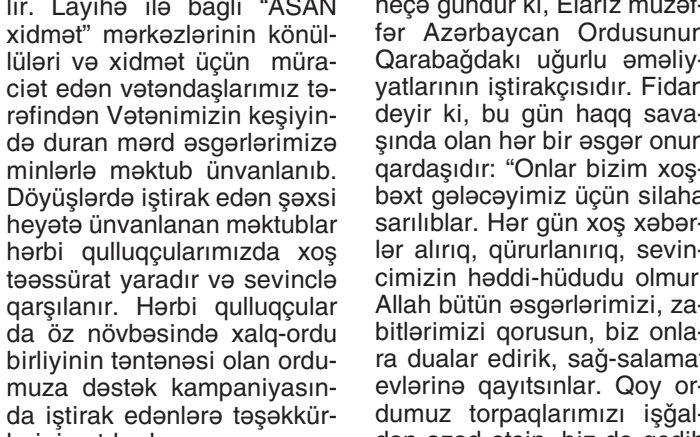 lir. Layihə ilə bağlı “ASAN
xidmət” mərkəzlərinin könül-
lüləri və xidmət üçün müra-
ciət edən vətəndaşlarımız tə-
rəfindən Vətənimizin keşiyin-
də duran mərd əsgərlərimizə
minlərlə məktub ünvanlanıb.
Döyüşlərdə iştirak edən şəxsi
heyətə ünvanlanan məktublar
hərbi qulluqçularımızda xoş
təəssürat yaradır və sevinclə
qarşılanır. Hərbi qulluqçular
da öz növbəsində xalq-ordu
birliyinin təntənəsi olan ordu-
muza dəstək kampaniyasın-
da iştirak edənlərə təşəkkür-
neçə gündür ki, Elariz müzəf-
fər Azərbaycan Ordusunun
Qarabağdakı uğurlu əməliy-
yatlarının iştirakçısıdır. Fidan
deyir ki, bu gün haqq sava-
şında olan hər bir əsgər onun
qardaşıdır: “Onlar bizim xoş-
bəxt gələcəyimiz üçün silaha
sarılıblar. Hər gün xoş xəbər-
lər alırıq, qürurlanırıq, sevin-
cimizin həddi-hüdudu olmur.
Allah bütün əsgərlərimizi, za-
bitlərimizi qorusun, biz onla-
ra dualar edirik, sağ-salamat
evlərinə qayıtsınlar. Qoy or-
dumuz torpaqlarımızı işğal-
dan azad etsin, biz də gedib